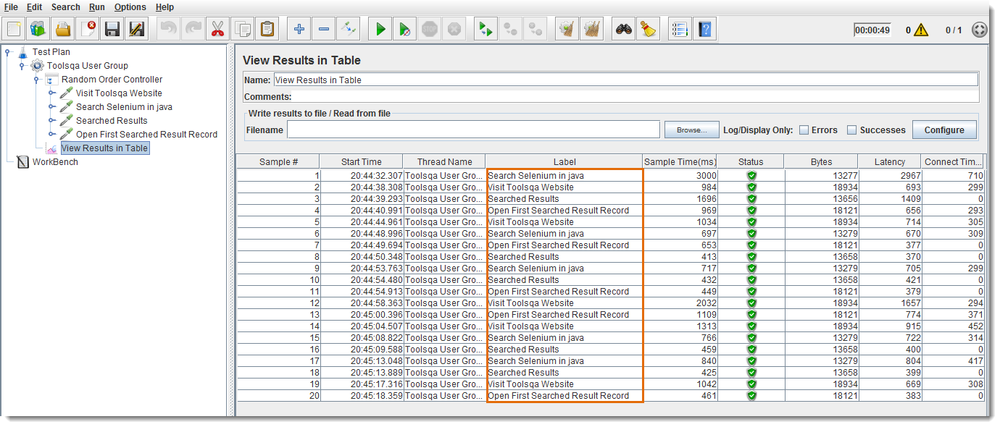 File Edit Search Run Options Help
00:00:49 0 0 / 1
Test Plan
Toolsqa User Group
Random Order Controller
Visit Toolsqa Website
Search Selenium in java
Searched Results
Open First Searched Result Record
View Results in Table
WorkBench
View Results in Table
Name: View Results in Table
Comments:
Write results to file / Read from file
Filename Browse... Log/Display Only: Errors Successes Configure
Sample # Start Time Thread Name Label Sample Time(ms) Status Bytes Latency Connect Tim...
1 20:44:32.307 Toolsqa User Gro... Search Selenium in java 3000 13277 2967 710
2 20:44:38.308 Toolsqa User Gro... Visit Toolsqa Website 984 18934 693 299
3 20:44:39.293 Toolsqa User Gro... Searched Results 1696 13656 1409 0
4 20:44:40.991 Toolsqa User Gro... Open First Searched Result Record 969 18121 656 293
5 20:44:44.961 Toolsqa User Gro... Visit Toolsqa Website 1034 18934 714 305
6 20:44:48.996 Toolsqa User Gro... Search Selenium in java 697 13279 670 309
7 20:44:49.694 Toolsqa User Gro... Open First Searched Result Record 653 18121 377 0
8 20:44:50.348 Toolsqa User Gro... Searched Results 413 13658 370 0
9 20:44:53.763 Toolsqa User Gro... Search Selenium in java 717 13279 705 299
10 20:44:54.480 Toolsqa User Gro... Searched Results 432 13658 421 0
11 20:44:54.913 Toolsqa User Gro... Open First Searched Result Record 449 18121 379 0
12 20:44:58.363 Toolsqa User Gro... Visit Toolsqa Website 2032 18934 1657 294
13 20:45:00.396 Toolsqa User Gro... Open First Searched Result Record 1109 18121 774 371
14 20:45:04.507 Toolsqa User Gro... Visit Toolsqa Website 1313 18934 915 452
15 20:45:08.822 Toolsqa User Gro... Search Selenium in java 766 13279 722 314
16 20:45:09.588 Toolsqa User Gro... Searched Results 459 13658 400 0
17 20:45:13.048 Toolsqa User Gro... Search Selenium in java 840 13279 804 417
18 20:45:13.889 Toolsqa User Gro... Searched Results 425 13658 399 0
19 20:45:17.316 Toolsqa User Gro... Visit Toolsqa Website 1042 18934 669 308
20 20:45:18.359 Toolsqa User Gro... Open First Searched Result Record 461 18121 383 0